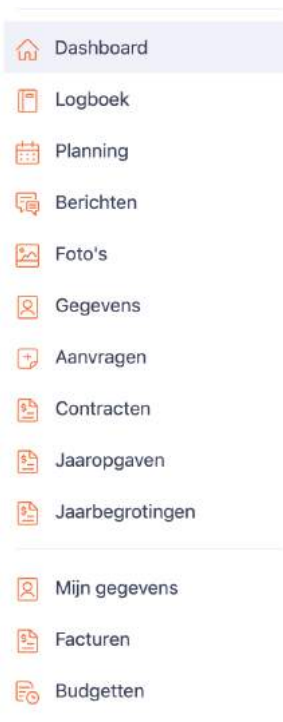 Dashboard
Logboek
Planning
Berichten
Foto's
Gegevens
Aanvragen
Contracten
Jaaropgaven
Jaarbegrotingen
Mijn gegevens
Facturen
Budgetten